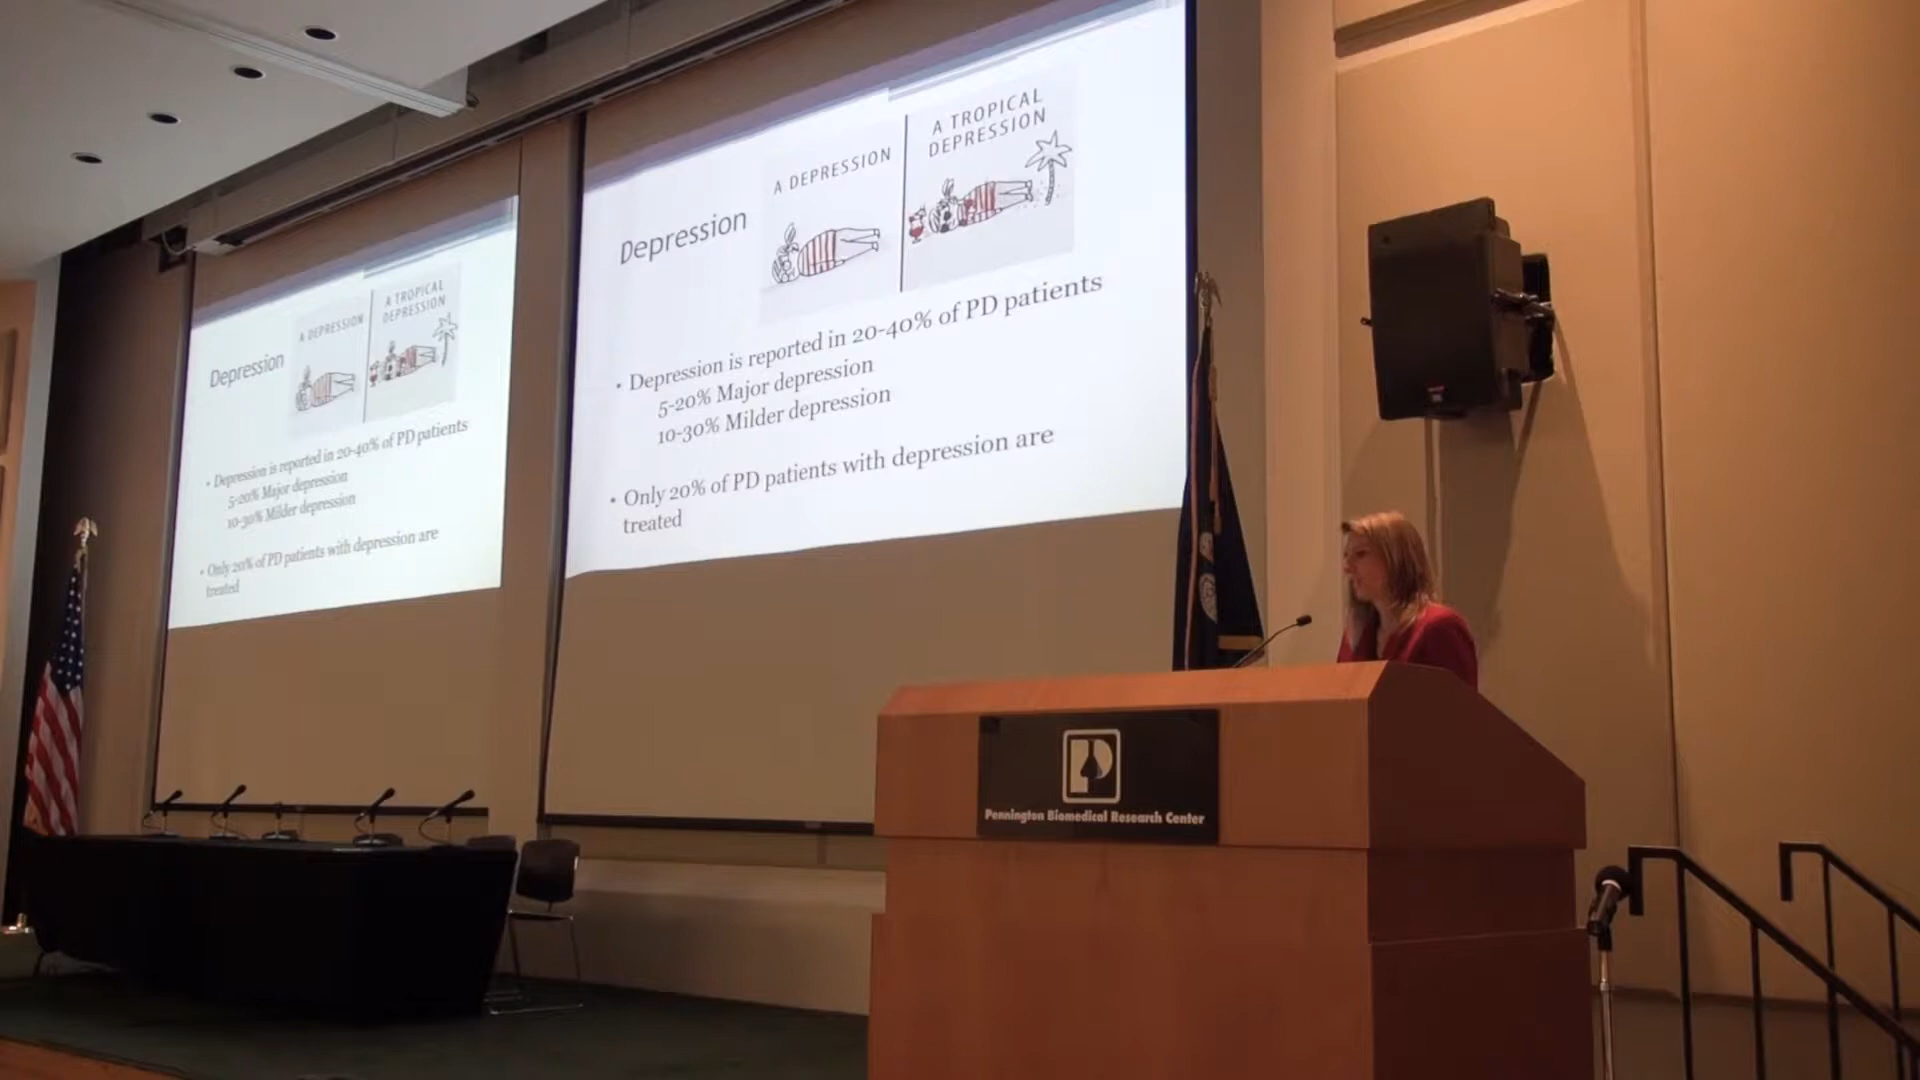 Depression
A DEPRESSION
A TROPICAL
DEPRESSION
• Depression is reported in 20-40% of PD patients
5-20% Major depression
10-30% Milder depression
• Only 20% of PD patients with depression are
treated
Depression
A DEPRESSION
A TROPICAL
DEPRESSION
• Depression is reported in 20-40% of PD patients
5-20% Major depression
10-30% Milder depression
• Only 20% of PD patients with depression are
treated
P
Pennington Biomedical Research Center